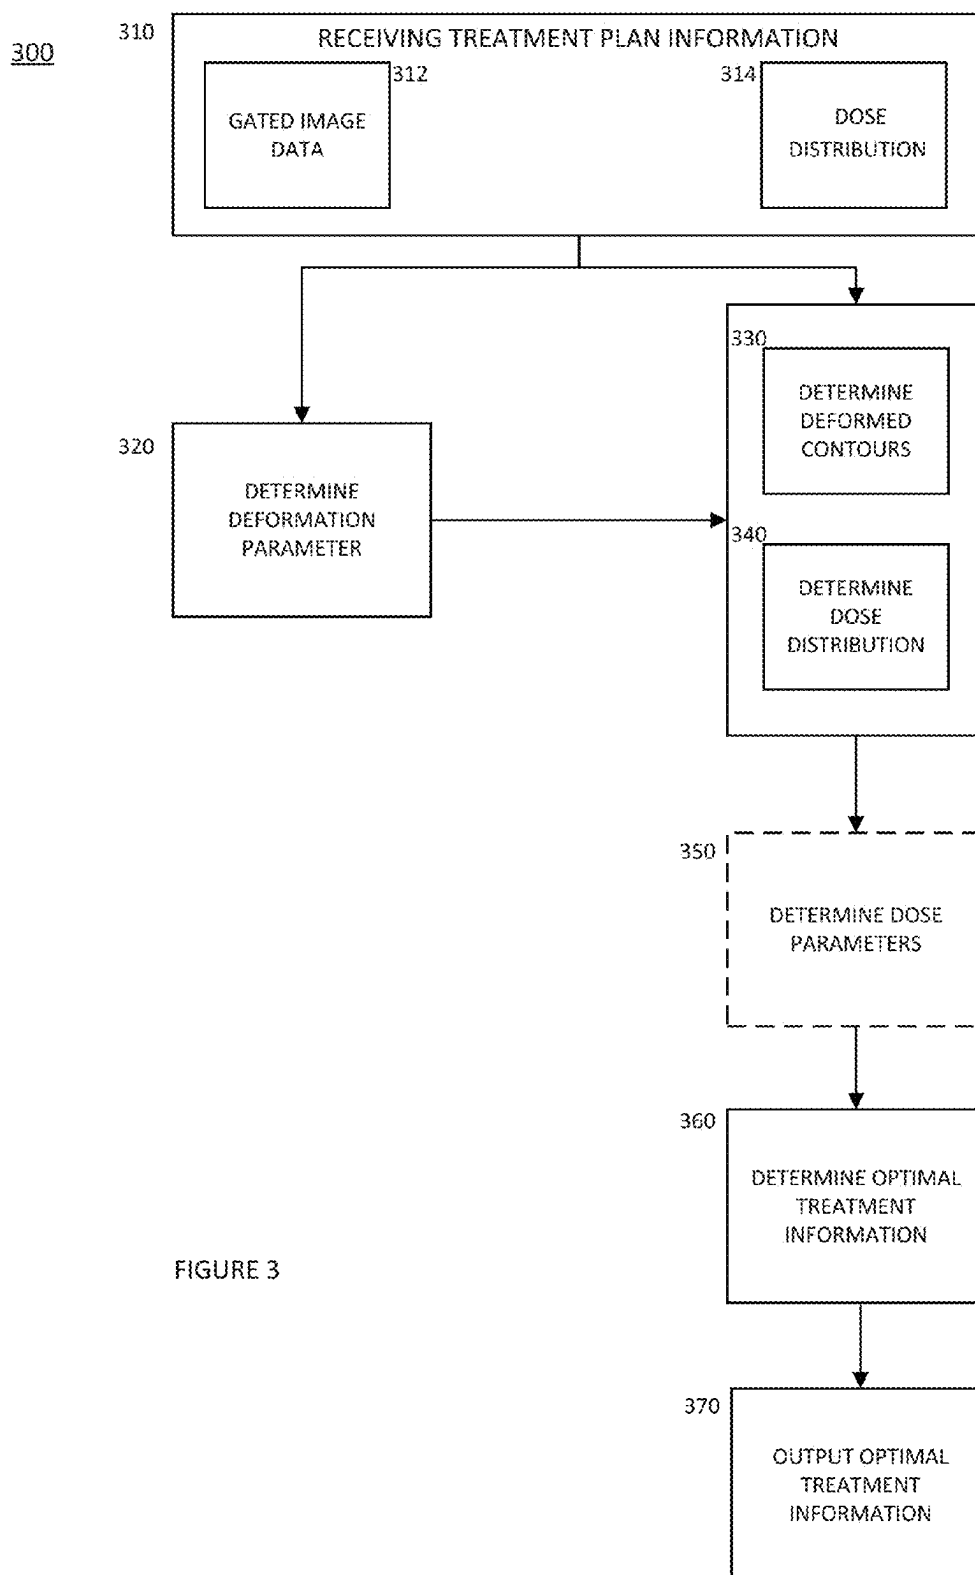 300
310
RECEIVING TREATMENT PLAN INFORMATION
312
GATED IMAGE
DATA
314
DOSE
DISTRIBUTION
320
DETERMINE
DEFORMATION
PARAMETER
330
DETERMINE
DEFORMED
CONTOURS
340
DETERMINE
DOSE
DISTRIBUTION
350
DETERMINE DOSE
PARAMETERS
360
DETERMINE OPTIMAL
TREATMENT
INFORMATION
FIGURE 3
370
OUTPUT OPTIMAL
TREATMENT
INFORMATION